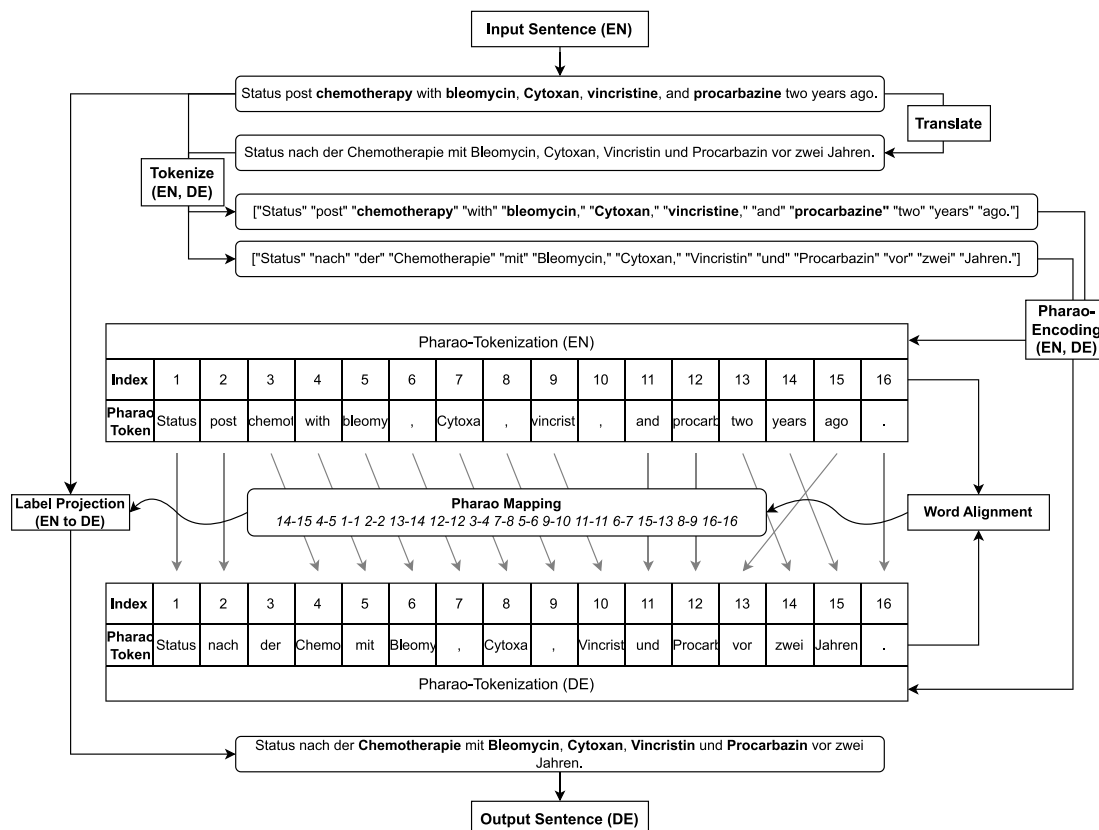 Input Sentence (EN)
Status post chemotherapy with bleomycin, Cytoxan, vincristine, and procarbazine two years ago.
Translate
Status nach der Chemotherapie mit Bleomycin, Cytoxan, Vincristin und Procarbazin vor zwei Jahren.
Tokenize
(EN, DE)
["Status" "post" "chemotherapy" "with" "bleomycin," "Cytoxan," "vincristine," "and" "procarbazine" "two" "years" "ago."]
["Status" "nach" "der" "Chemotherapie" "mit" "Bleomycin," "Cytoxan," "Vincristin" "und" "Procarbazin" "vor" "zwei" "Jahren."]
Pharao-
Encoding
(EN, DE)
Pharao-Tokenization (EN)
Index 1 2 3 4 5 6 7 8 9 10 11 12 13 14 15 16
Pharao
Token Status post chemot with bleomy , Cytoxa , vincrist , and procarb two years ago .
Label Projection
(EN to DE)
Pharao Mapping
14-15 4-5 1-1 2-2 13-14 12-12 3-4 7-8 5-6 9-10 11-11 6-7 15-13 8-9 16-16
Word Alignment
Index 1 2 3 4 5 6 7 8 9 10 11 12 13 14 15 16
Pharao
Token Status nach der Chemo mit Bleomy , Cytoxa , Vincrist und Procarb vor zwei Jahren .
Pharao-Tokenization (DE)
Status nach der Chemotherapie mit Bleomycin, Cytoxan, Vincristin und Procarbazin vor zwei
Jahren.
Output Sentence (DE)